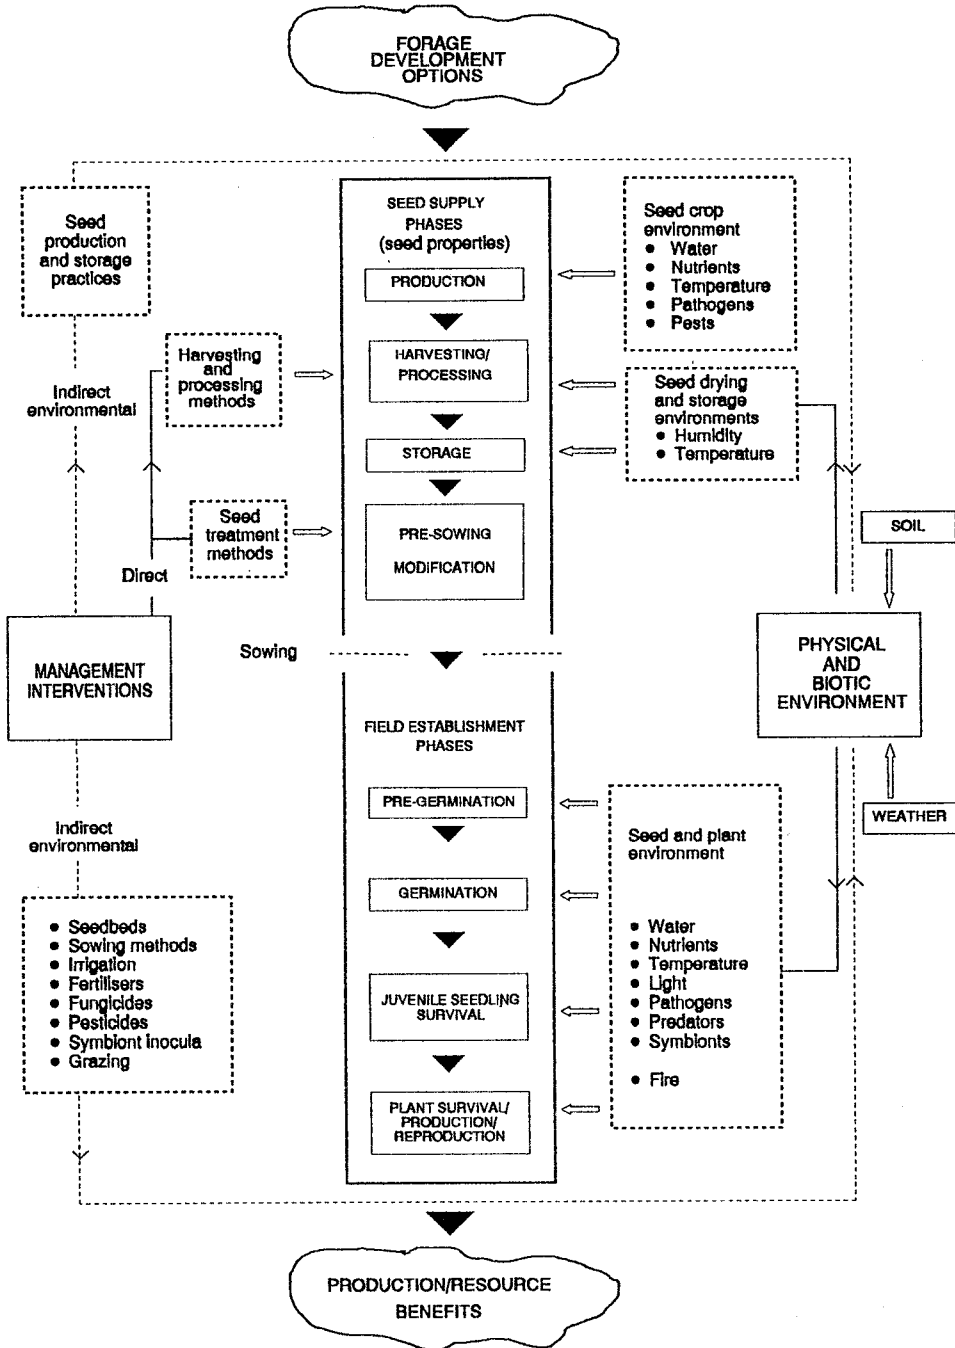 FORAGE
DEVELOPMENT
OPTIONS
Seed
production
and storage
practices
SEED SUPPLY
PHASES
(seed properties)
Seed crop
environment
● Water
● Nutrients
● Temperature
● Pathogens
● Pests
PRODUCTION
Harvesting
and
processing
methods
HARVESTING/
PROCESSING
Seed drying
and storage
environments
● Humidity
● Temperature
Indirect
environmental
STORAGE
Seed
treatment
methods
PRE-SOWING
MODIFICATION
SOIL
Direct
MANAGEMENT
INTERVENTIONS
Sowing
PHYSICAL
AND
BIOTIC
ENVIRONMENT
FIELD ESTABLISHMENT
PHASES
PRE-GERMINATION
WEATHER
Indirect
environmental
Seed and plant
environment
GERMINATION
● Seedbeds
● Sowing methods
● Irrigation
● Fertilisers
● Fungicides
● Pesticides
● Symbiont inocula
● Grazing
● Water
● Nutrients
● Temperature
● Light
● Pathogens
● Predators
● Symbionts
● Fire
JUVENILE SEEDLING
SURVIVAL
PLANT SURVIVAL/
PRODUCTION/
REPRODUCTION
PRODUCTION/RESOURCE
BENEFITS